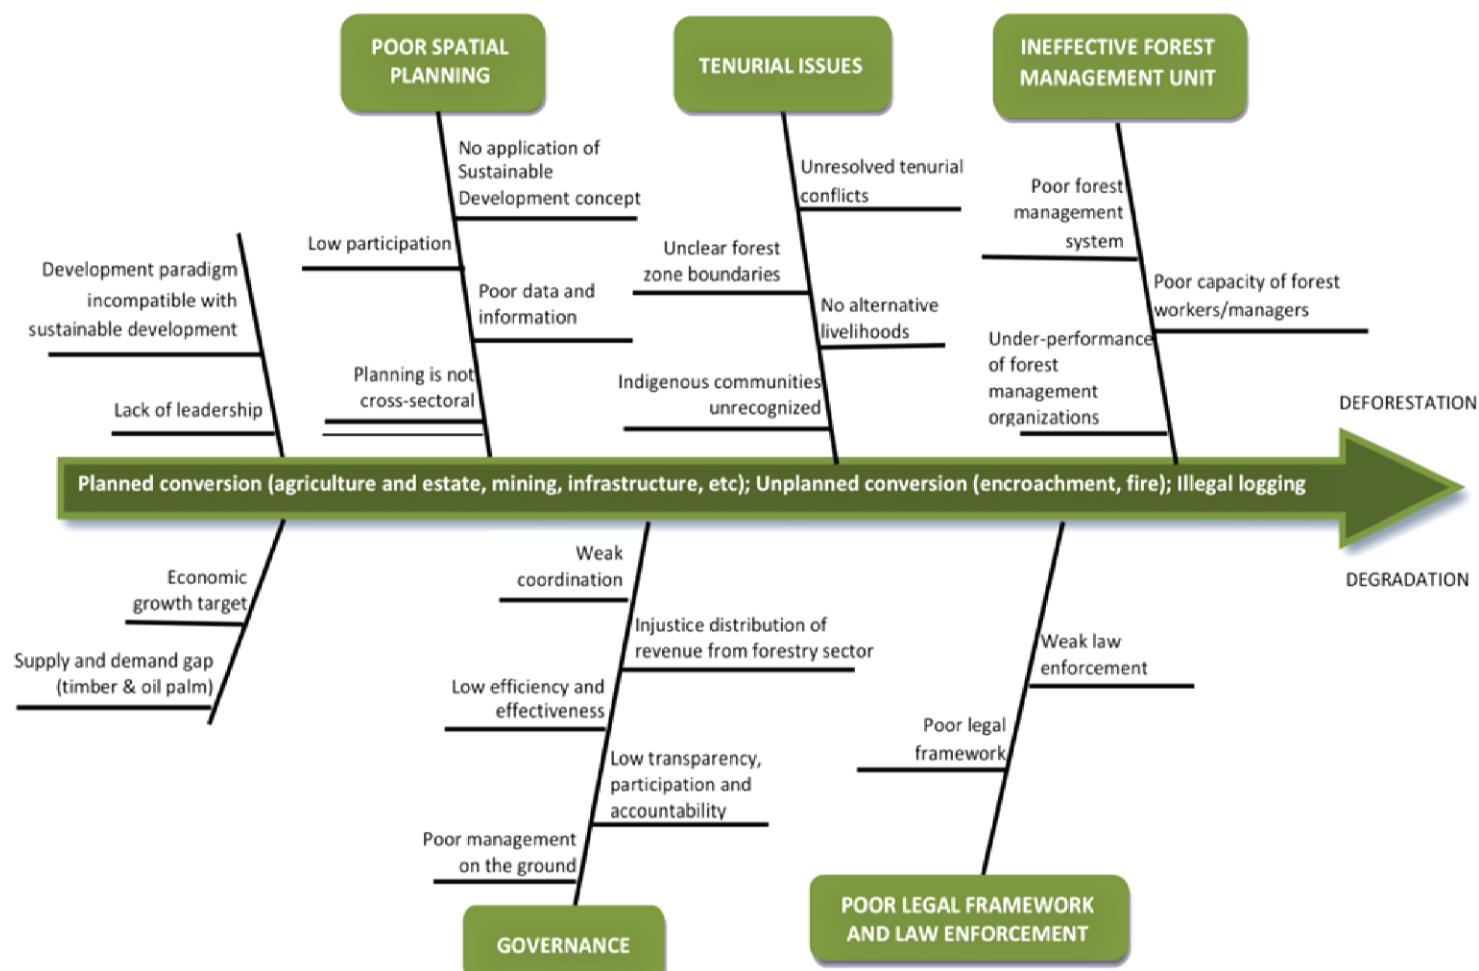 POOR SPATIAL
PLANNING
TENURIAL ISSUES
INEFFECTIVE FOREST
MANAGEMENT UNIT
No application of
Sustainable
Development concept
Low participation
Poor data and
information
Planning is not
cross-sectoral
Development paradigm
incompatible with
sustainable development
Lack of leadership
Unresolved tenurial
conflicts
Unclear forest
zone boundaries
No alternative
livelihoods
Indigenous communities
unrecognized
Poor forest
management
system
Poor capacity of forest
workers/managers
Under-performance
of forest
management
organizations
DEFORESTATION
Planned conversion (agriculture and estate, mining, infrastructure, etc); Unplanned conversion (encroachment, fire); Illegal logging
DEGRADATION
Economic
growth target
Supply and demand gap
(timber & oil palm)
Weak
coordination
Injustice distribution of
revenue from forestry sector
Low efficiency and
effectiveness
Low transparency,
participation and
accountability
Poor management
on the ground
GOVERNANCE
Weak law
enforcement
Poor legal
framework
POOR LEGAL FRAMEWORK
AND LAW ENFORCEMENT